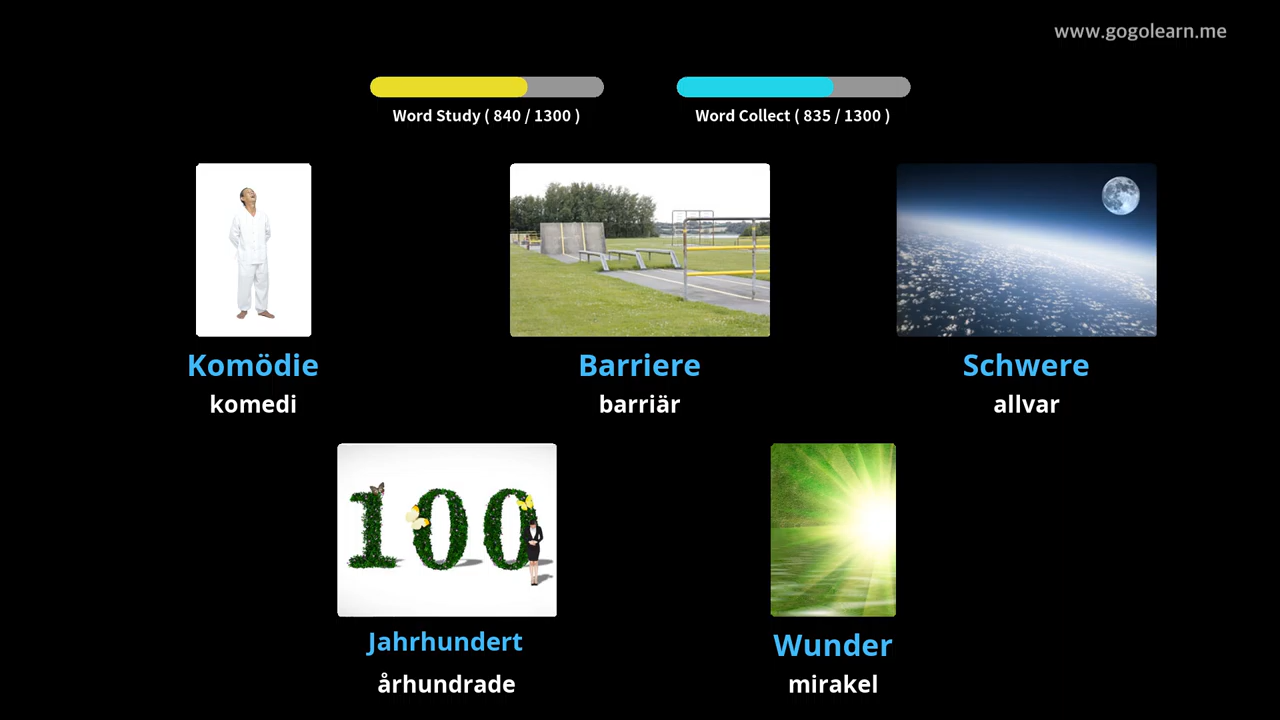 www.gogolearn.me
Word Study ( 840 / 1300 )
Word Collect ( 835 / 1300 )
Komödie
komedi
Barriere
barriär
Schwere
allvar
100
Jahrhundert
århundrade
Wunder
mirakel